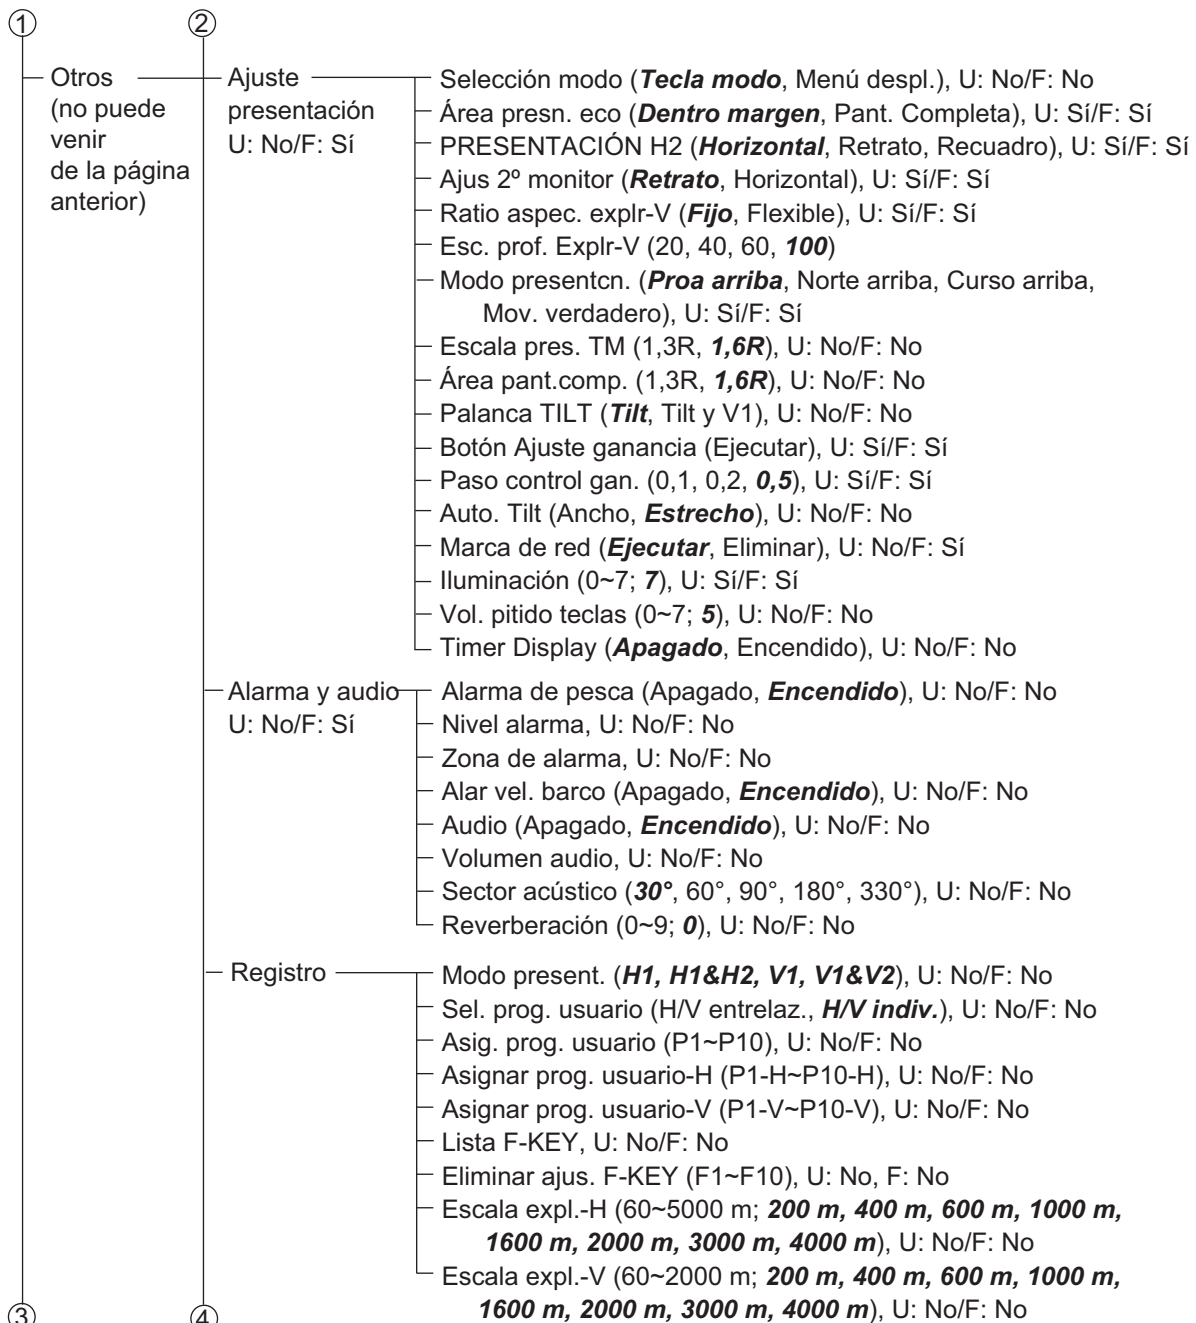 1 2
Otros
(no puede
venir
de la página
anterior)
Ajuste
presentación
U: No/F: Sí
Selección modo (Tecla modo, Menú despl.), U: No/F: No
Área presn. eco (Dentro margen, Pant. Completa), U: Sí/F: Sí
PRESENTACIÓN H2 (Horizontal, Retrato, Recuadro), U: Sí/F: Sí
Ajus 2º monitor (Retrato, Horizontal), U: Sí/F: Sí
Ratio aspec. explr-V (Fijo, Flexible), U: Sí/F: Sí
Esc. prof. Explr-V (20, 40, 60, 100)
Modo presentcn. (Proa arriba, Norte arriba, Curso arriba,
Mov. verdadero), U: Sí/F: Sí
Escala pres. TM (1,3R, 1,6R), U: No/F: No
Área pant.comp. (1,3R, 1,6R), U: No/F: No
Palanca TILT (Tilt, Tilt y V1), U: No/F: No
Botón Ajuste ganancia (Ejecutar), U: Sí/F: Sí
Paso control gan. (0,1, 0,2, 0,5), U: Sí/F: Sí
Auto. Tilt (Ancho, Estrecho), U: No/F: No
Marca de red (Ejecutar, Eliminar), U: No/F: Sí
Iluminación (0~7; 7), U: Sí/F: Sí
Vol. pitido teclas (0~7; 5), U: No/F: No
Timer Display (Apagado, Encendido), U: No/F: No
Alarma y audio
U: No/F: Sí
Alarma de pesca (Apagado, Encendido), U: No/F: No
Nivel alarma, U: No/F: No
Zona de alarma, U: No/F: No
Alar vel. barco (Apagado, Encendido), U: No/F: No
Audio (Apagado, Encendido), U: No/F: No
Volumen audio, U: No/F: No
Sector acústico (30°, 60°, 90°, 180°, 330°), U: No/F: No
Reverberación (0~9; 0), U: No/F: No
Registro
Modo present. (H1, H1&H2, V1, V1&V2), U: No/F: No
Sel. prog. usuario (H/V entrelaz., H/V indiv.), U: No/F: No
Asig. prog. usuario (P1~P10), U: No/F: No
Asignar prog. usuario-H (P1-H~P10-H), U: No/F: No
Asignar prog. usuario-V (P1-V~P10-V), U: No/F: No
Lista F-KEY, U: No/F: No
Eliminar ajus. F-KEY (F1~F10), U: No, F: No
Escala expl.-H (60~5000 m; 200 m, 400 m, 600 m, 1000 m,
1600 m, 2000 m, 3000 m, 4000 m), U: No/F: No
Escala expl.-V (60~2000 m; 200 m, 400 m, 600 m, 1000 m,
1600 m, 2000 m, 3000 m, 4000 m), U: No/F: No
3 4